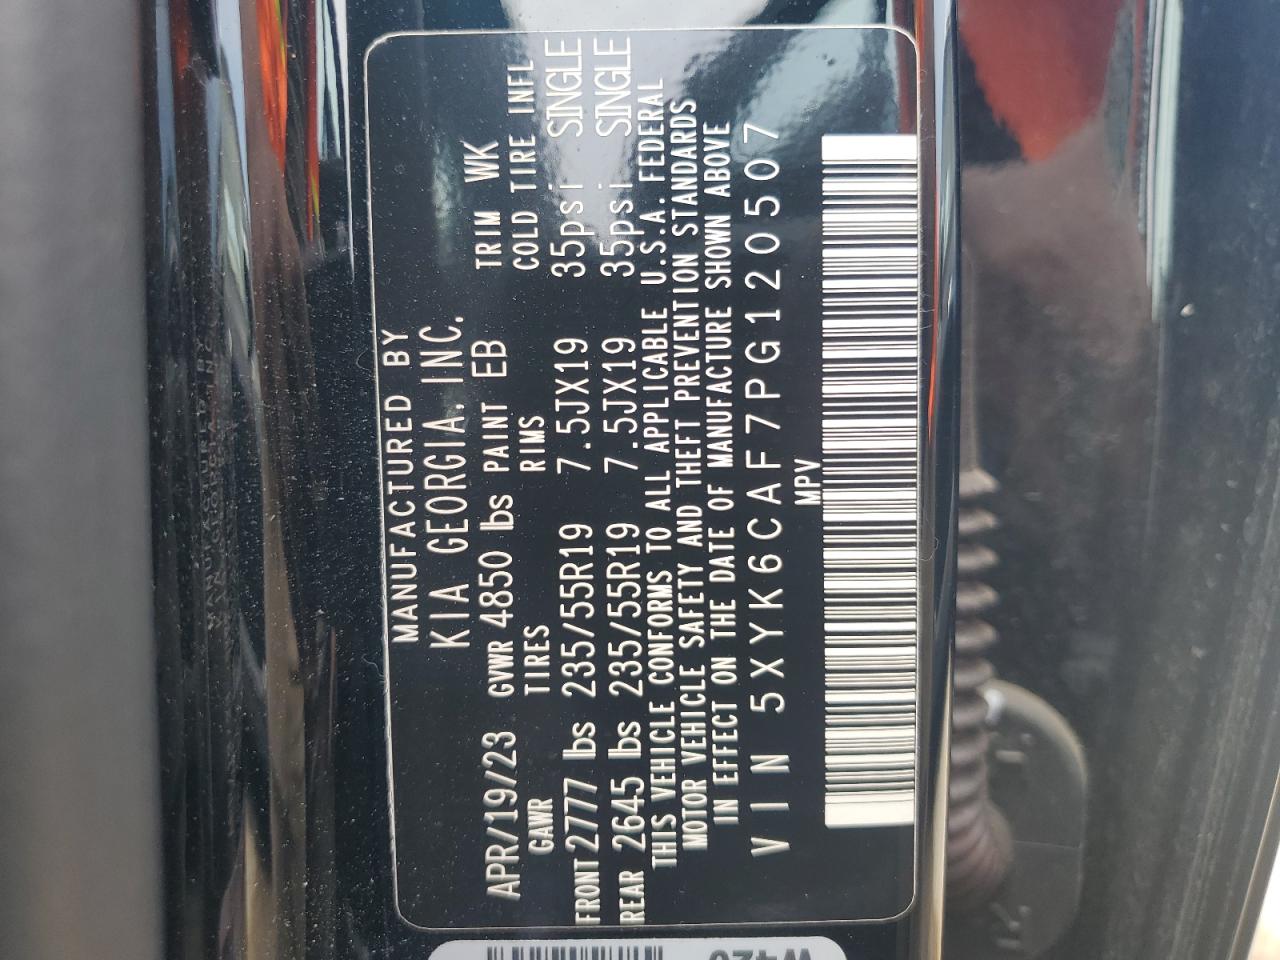 MANUFACTURED BY
KIA GEORGIA. INC.
APR/19/23 GVWR 4850 lbs PAINT EB TRIM WK
GAWR TIRES RIMS COLD TIRE INFL
FRONT 2777 lbs 235/55R19 7.5JX19 35psi SINGLE
REAR 2645 lbs 235/55R19 7.5JX19 35psi SINGLE
THIS VEHICLE CONFORMS TO ALL APPLICABLE U.S.A. FEDERAL
MOTOR VEHICLE SAFETY AND THEFT PREVENTION STANDARDS
IN EFFECT ON THE DATE OF MANUFACTURE SHOWN ABOVE
VIN 5XYK6CAF7PG120507
MPV